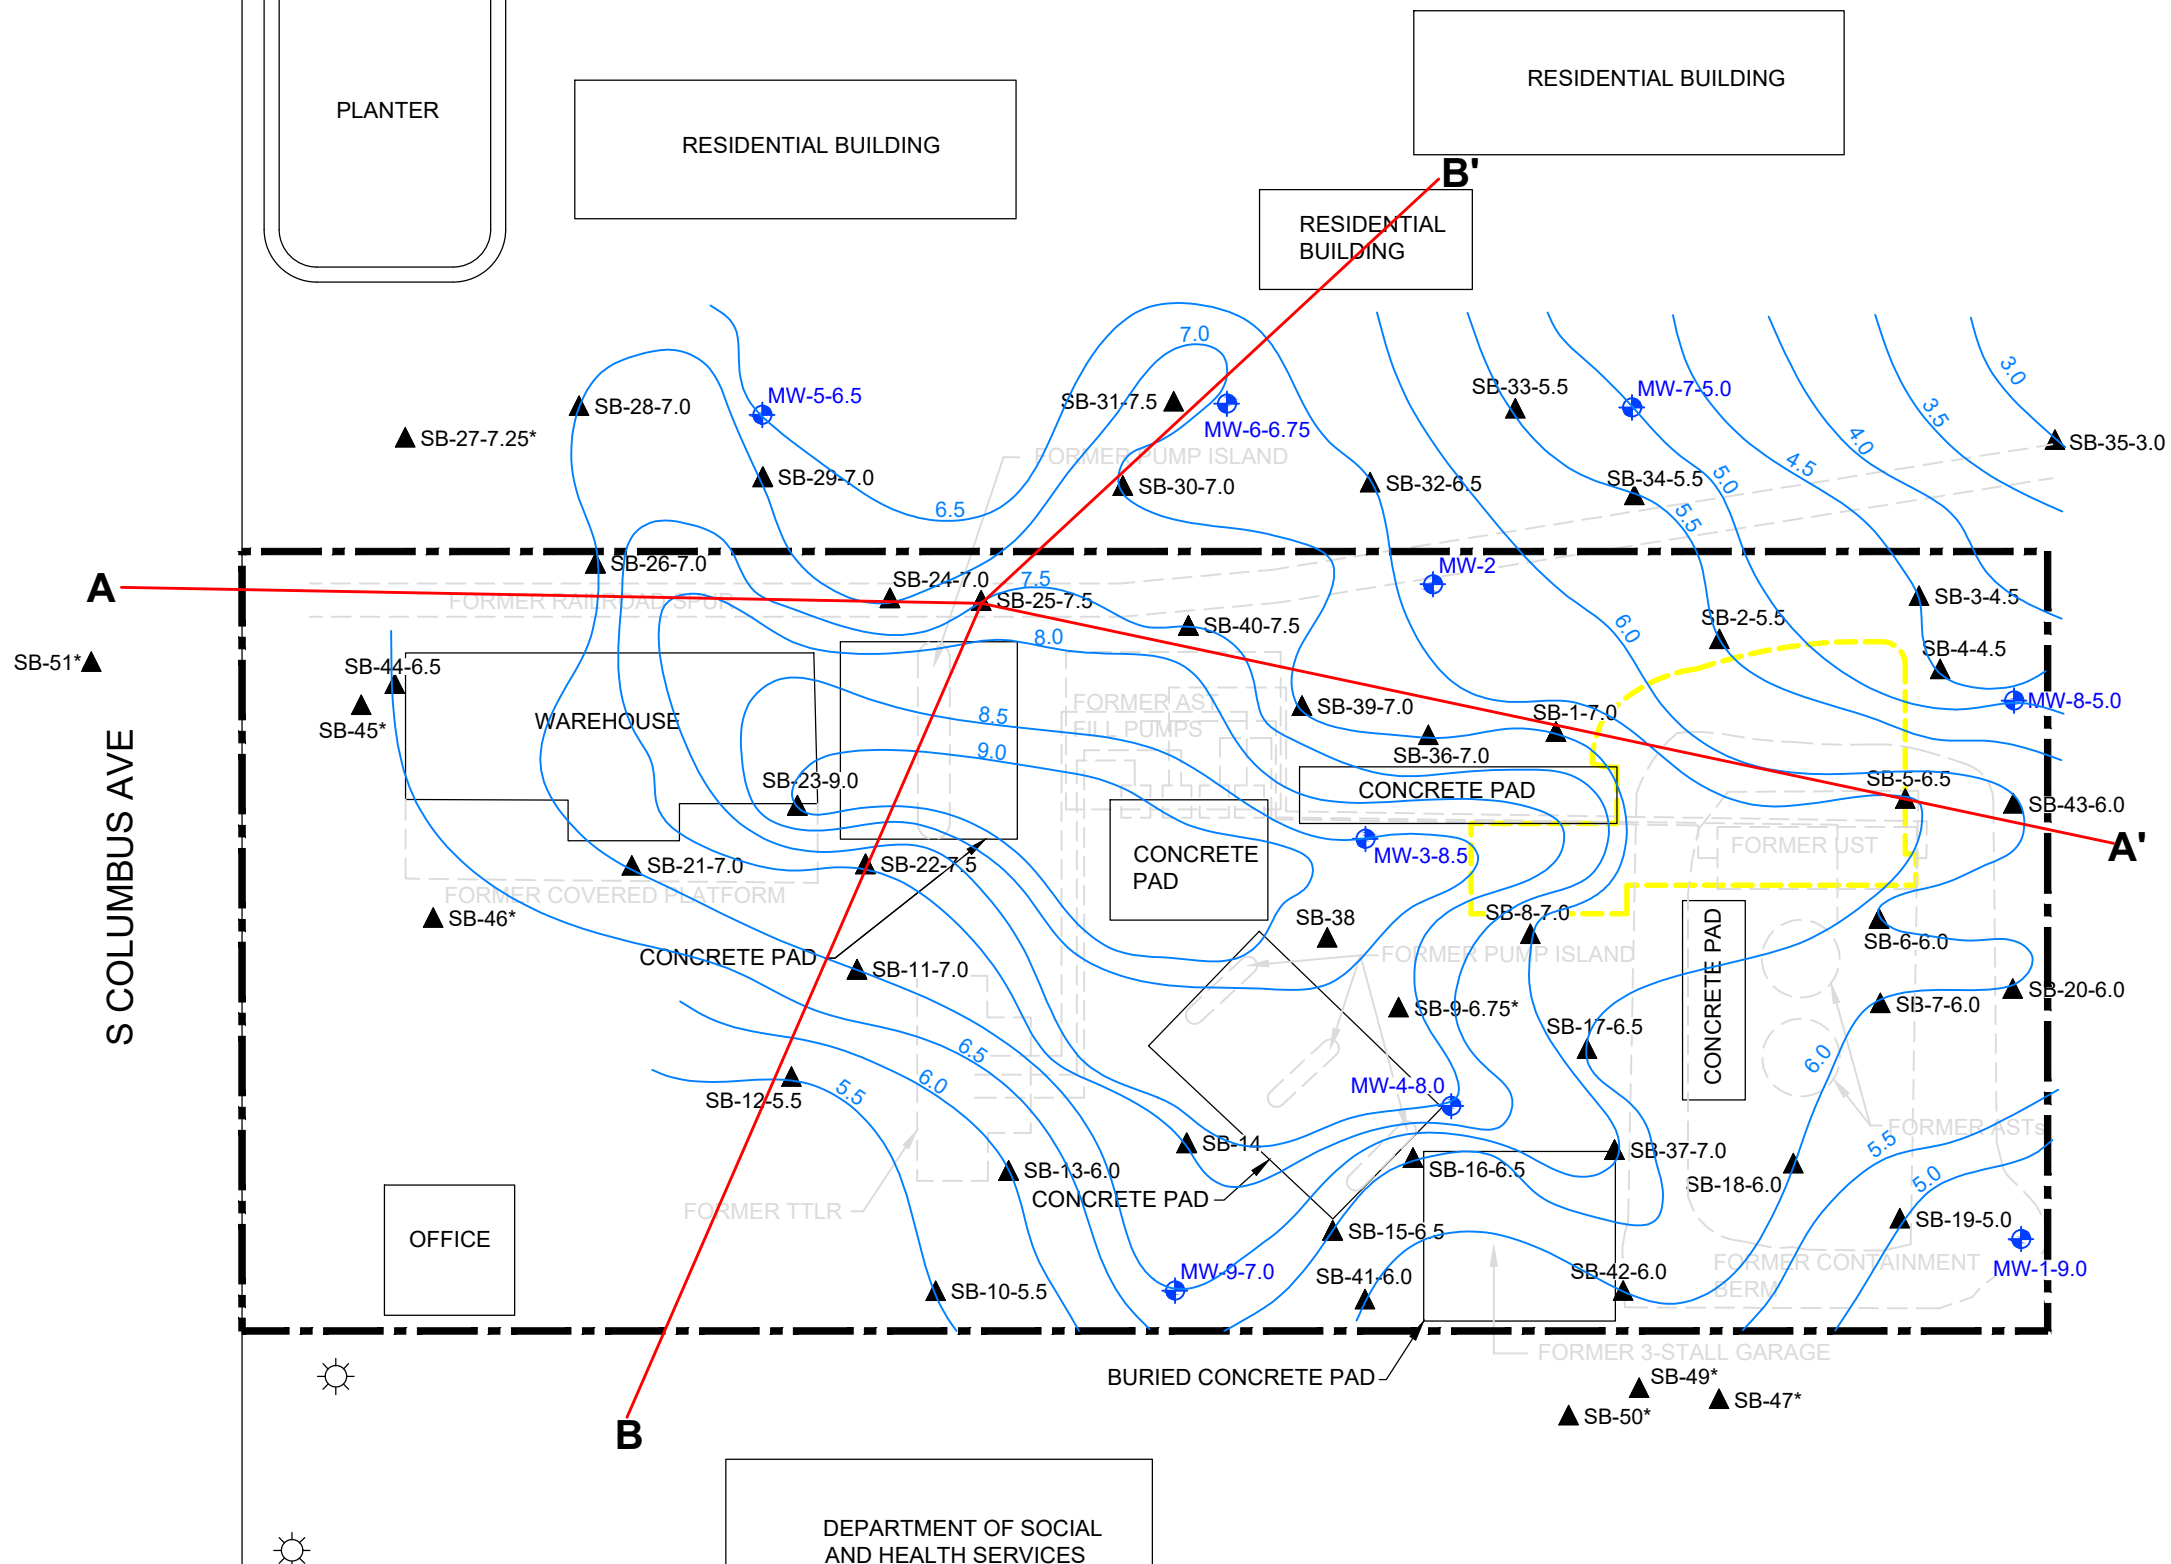 PLANTER
RESIDENTIAL BUILDING
RESIDENTIAL BUILDING
B'
RESIDENTIAL
BUILDING
7.0
3.0
SB-28-7.0
MW-5-6.5
SB-31-7.5
MW-6-6.75
SB-33-5.5
MW-7-5.0
3.5
4.0
SB-27-7.25*
SB-35-3.0
FORMER PUMP ISLAND
4.5
SB-29-7.0
SB-30-7.0
SB-32-6.5
SB-34-5.5
5.0
6.5
5.5
SB-26-7.0
MW-2
A
SB-24-7.0
7.5
FORMER RAILROAD SPUR
SB-25-7.5
SB-3-4.5
SB-2-5.5
SB-40-7.5
6.0
8.0
SB-4-4.5
SB-51*
SB-44-6.5
FORMER AST
FILL PUMPS
SB-39-7.0
SB-1-7.0
MW-8-5.0
WAREHOUSE
SB-45*
8.5
9.0
SB-36-7.0
SB-23-9.0
CONCRETE PAD
SB-5-6.5
SB-43-6.0
A'
S COLUMBUS AVE
CONCRETE
PAD
MW-3-8.5
FORMER UST
SB-21-7.0
SB-22-7.5
FORMER COVERED PLATFORM
SB-46*
SB-38
SB-8-7.0
SB-6-6.0
CONCRETE PAD
FORMER PUMP ISLAND
CONCRETE PAD
SB-11-7.0
SB-9-6.75*
SB-17-6.5
SB-7-6.0
SB-20-6.0
6.5
6.0
5.5
6.0
SB-12-5.5
MW-4-8.0
FORMER ASTs
5.5
SB-14
SB-13-6.0
SB-16-6.5
SB-37-7.0
SB-18-6.0
5.0
CONCRETE PAD
FORMER TTLR
SB-15-6.5
SB-19-5.0
OFFICE
MW-9-7.0
SB-41-6.0
SB-42-6.0
FORMER CONTAINMENT
BERM
MW-1-9.0
SB-10-5.5
FORMER 3-STALL GARAGE
BURIED CONCRETE PAD
SB-49*
SB-47*
SB-50*
B
DEPARTMENT OF SOCIAL
AND HEALTH SERVICES